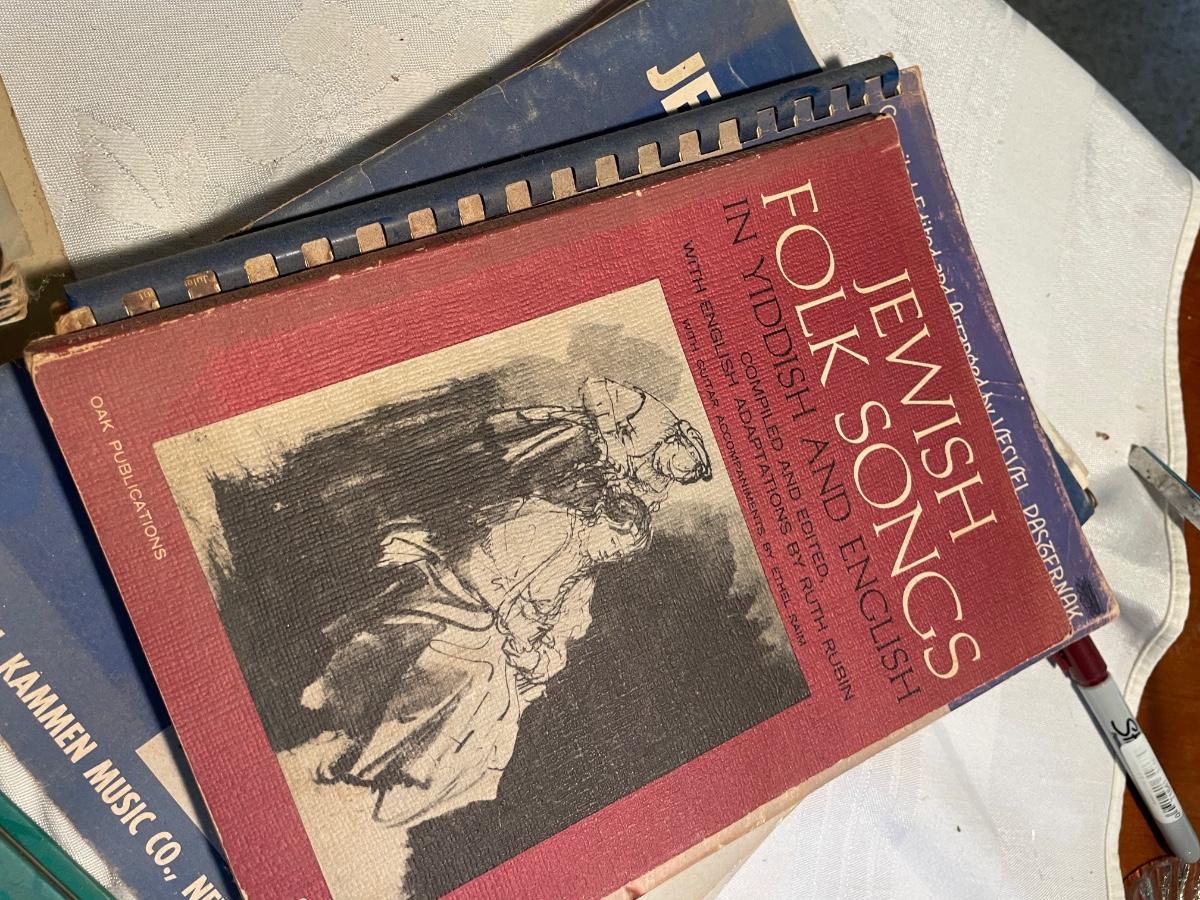 JEWISH
FOLK SONGS
IN YIDDISH AND ENGLISH
COMPILED AND EDITED,
WITH ENGLISH ADAPTATIONS BY RUTH RUBIN
WITH GUITAR ACCOMPANIMENTS BY ETHEL RAIM
OAK PUBLICATIONS
Edited and Arranged by VELVEL PASTERNAK
JE
KAMMEN MUSIC CO., NE